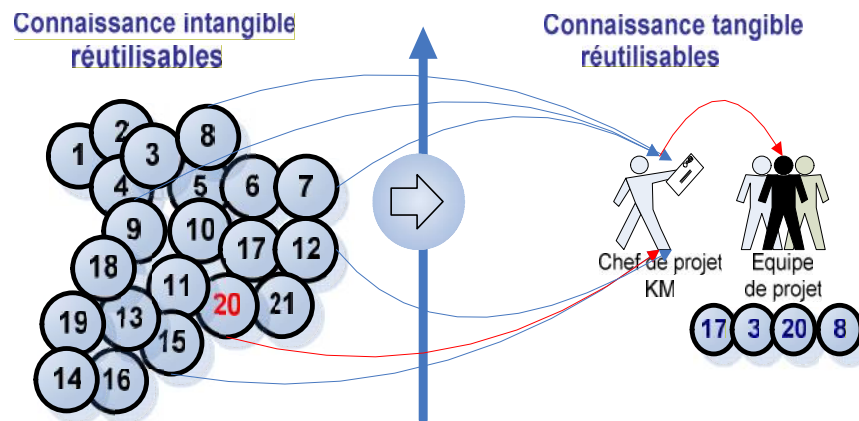 Connaissance intangible
réutilisables
Connaissance tangible
réutilisables
2
8
1
3
4
5
6
7
9
10
17
12
18
11
20
21
19
13
15
14
16
Chef de projet
KM
Equipe
de projet
17 3 20 8